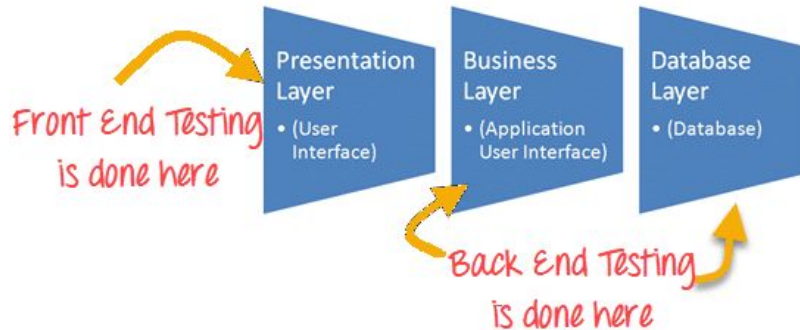 Presentation
Layer
• (User
Interface)
Business
Layer
• (Application
User Interface)
Database
Layer
• (Database)
Front End Testing
is done here
Back End Testing
is done here